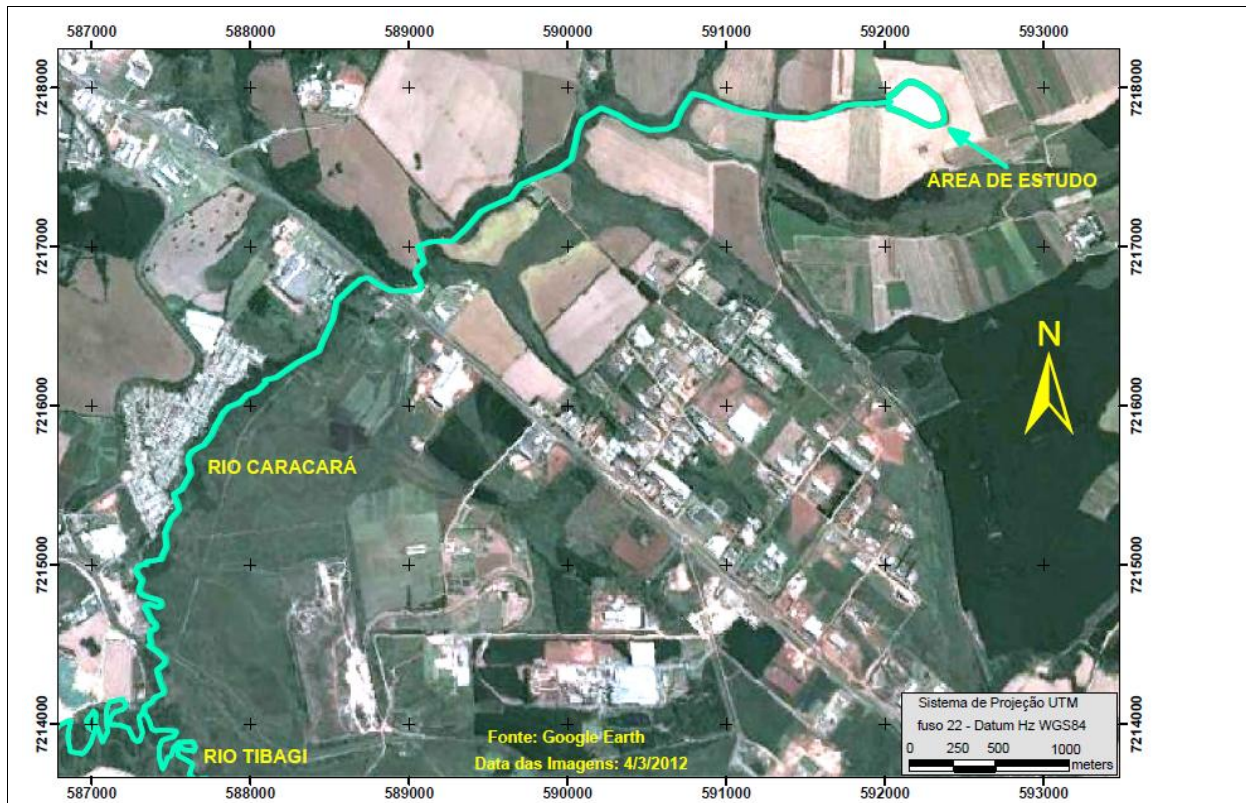 587000 588000 589000 590000 591000 592000 593000
7218000 7218000
ÁREA DE ESTUDO
7217000 7217000
N
7216000 7216000
RIO CARACARÁ
7215000 7215000
Sistema de Projeção UTM
fuso 22 - Datum Hz WGS84
0 250 500 1000
meters
7214000 7214000
Fonte: Google Earth
RIO TIBAGI
Data das Imagens: 4/3/2012
587000 588000 589000 590000 591000 592000 593000